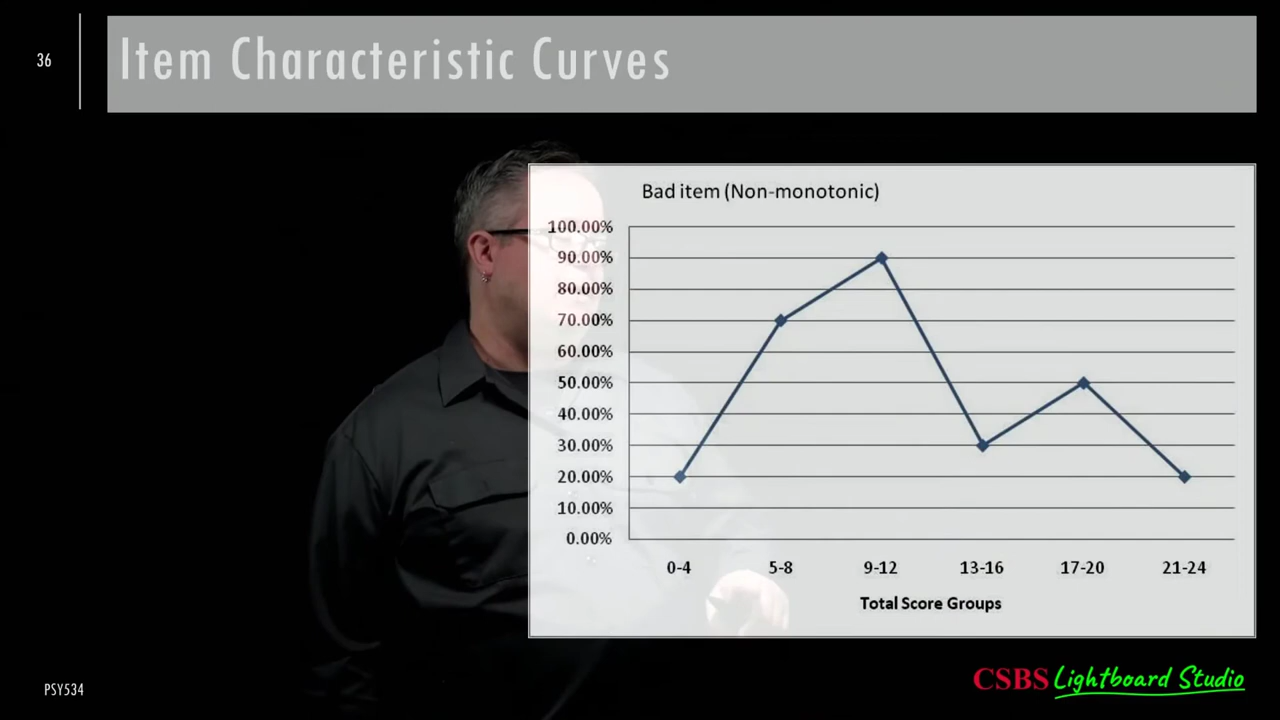 36
Item Characteristic Curves
Bad item (Non-monotonic)
100.00%
90.00%
80.00%
70.00%
60.00%
50.00%
40.00%
30.00%
20.00%
10.00%
0.00%
0-4 5-8 9-12 13-16 17-20 21-24
Total Score Groups
PSY534
CSBS Lightboard Studio